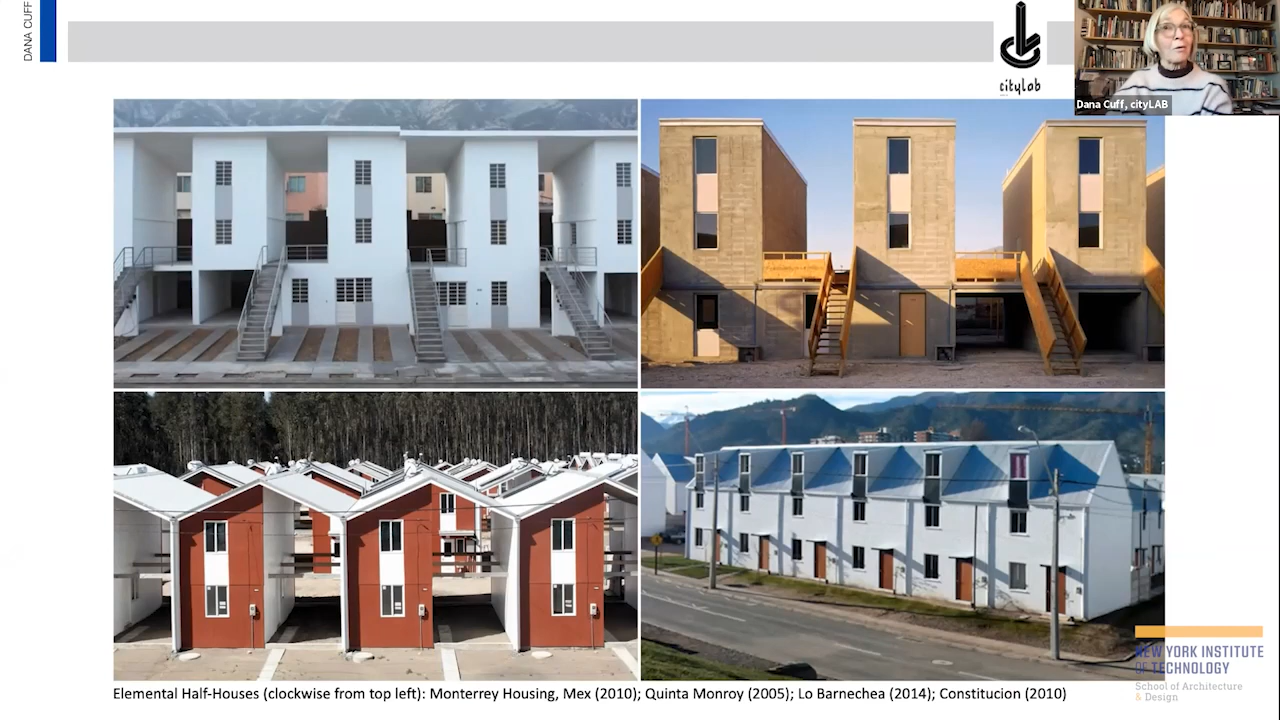 DANA CUFF
cityLab
Dana Cuff, cityLAB
Elemental Half-Houses (clockwise from top left): Monterrey Housing, Mex (2010); Quinta Monroy (2005); Lo Barnechea (2014); Constitucion (2010)
NEW YORK INSTITUTE
OF TECHNOLOGY
School of Architecture
& Design